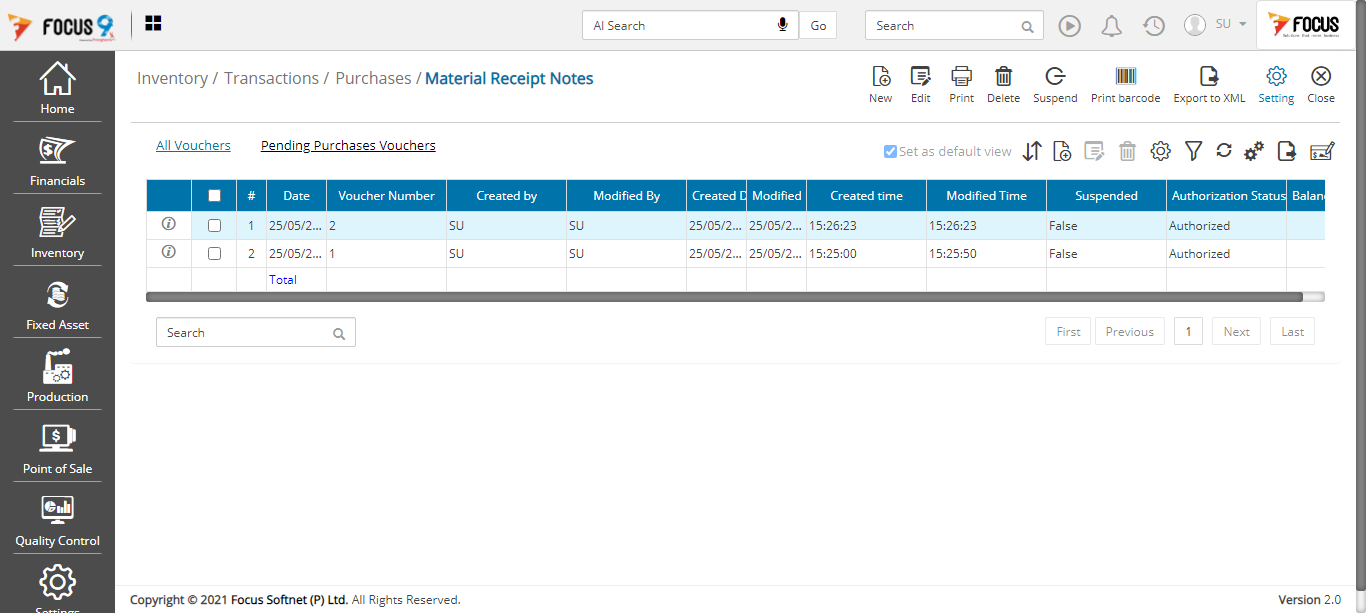 FOCUS 9
AI Search
Go
Search
SU
FOCUS
Home
Financials
Inventory
Fixed Asset
Production
Point of Sale
Quality Control
Settings
Inventory / Transactions / Purchases / Material Receipt Notes
New Edit Print Delete Suspend Print barcode Export to XML Setting Close
All Vouchers Pending Purchases Vouchers
Set as default view
# Date Voucher Number Created by Modified By Created D Modified Created time Modified Time Suspended Authorization Status Balan
1 25/05/2... 2 SU SU 25/05/2... 25/05/2... 15:26:23 15:26:23 False Authorized
2 25/05/2... 1 SU SU 25/05/2... 25/05/2... 15:25:00 15:25:50 False Authorized
Total
Search
First Previous 1 Next Last
Copyright © 2021 Focus Softnet (P) Ltd. All Rights Reserved.
Version 2.0